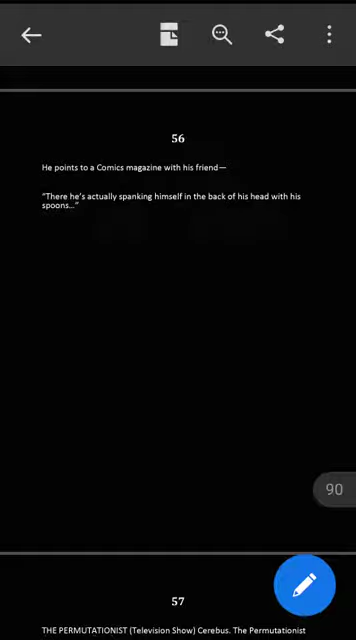 56
He points to a Comics magazine with his friend—
“There he’s actually spanking himself in the back of his head with his
spoons...”
90
57
THE PERMUTATIONIST (Television Show) Cerebus. The Permutationist